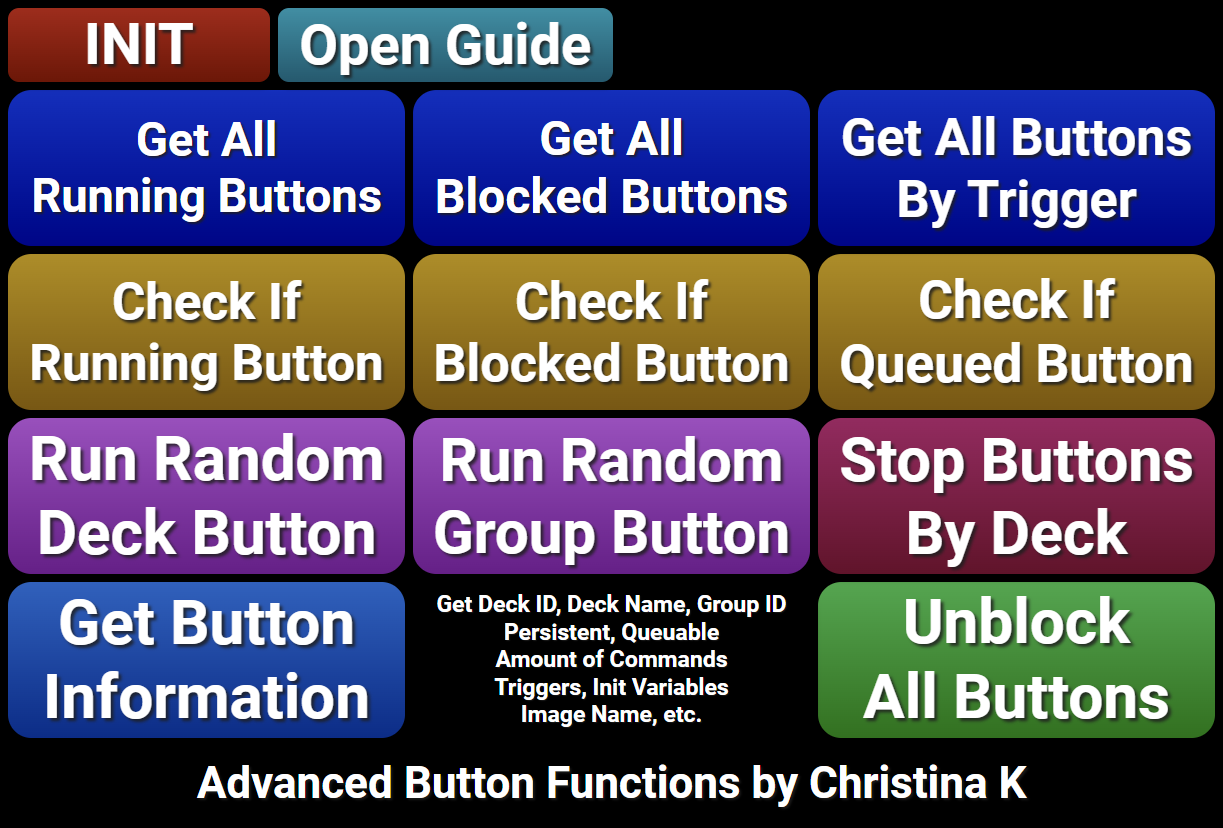 INIT
Open Guide
Get All
Running Buttons
Get All
Blocked Buttons
Get All Buttons
By Trigger
Check If
Running Button
Check If
Blocked Button
Check If
Queued Button
Run Random
Deck Button
Run Random
Group Button
Stop Buttons
By Deck
Get Button
Information
Get Deck ID, Deck Name, Group ID
Persistent, Queuable
Amount of Commands
Triggers, Init Variables
Image Name, etc.
Unblock
All Buttons
Advanced Button Functions by Christina K